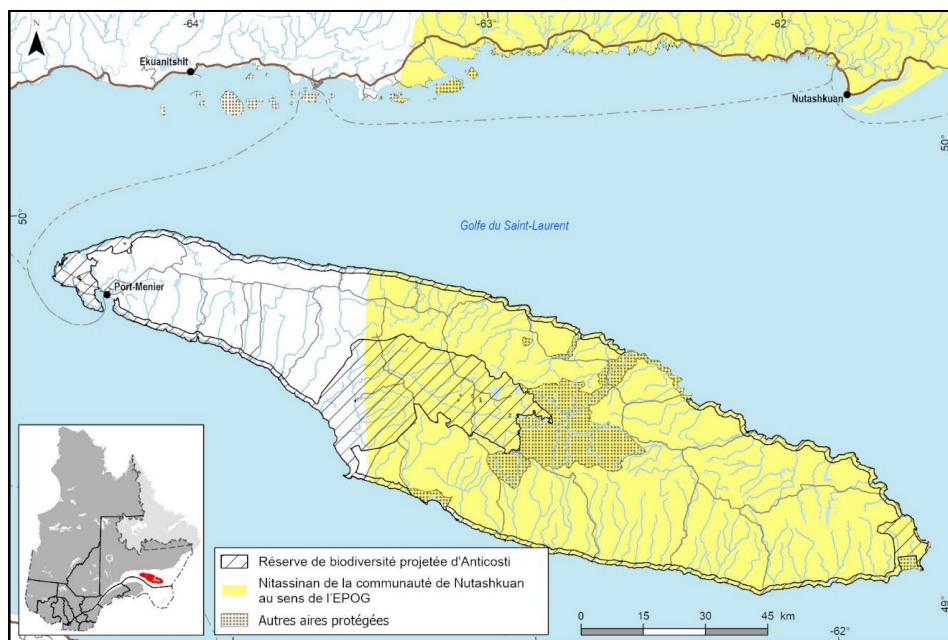 N
-64
-63
-62
Ekuanitshit
Nutashkuan
50
50
Golfe du Saint-Laurent
Port-Menier
Réserve de biodiversité projetée d'Anticosti
Nitassinan de la communauté de Nutashkuan
au sens de l'EPOG
Autres aires protégées
0 15 30 45 km
49
-62